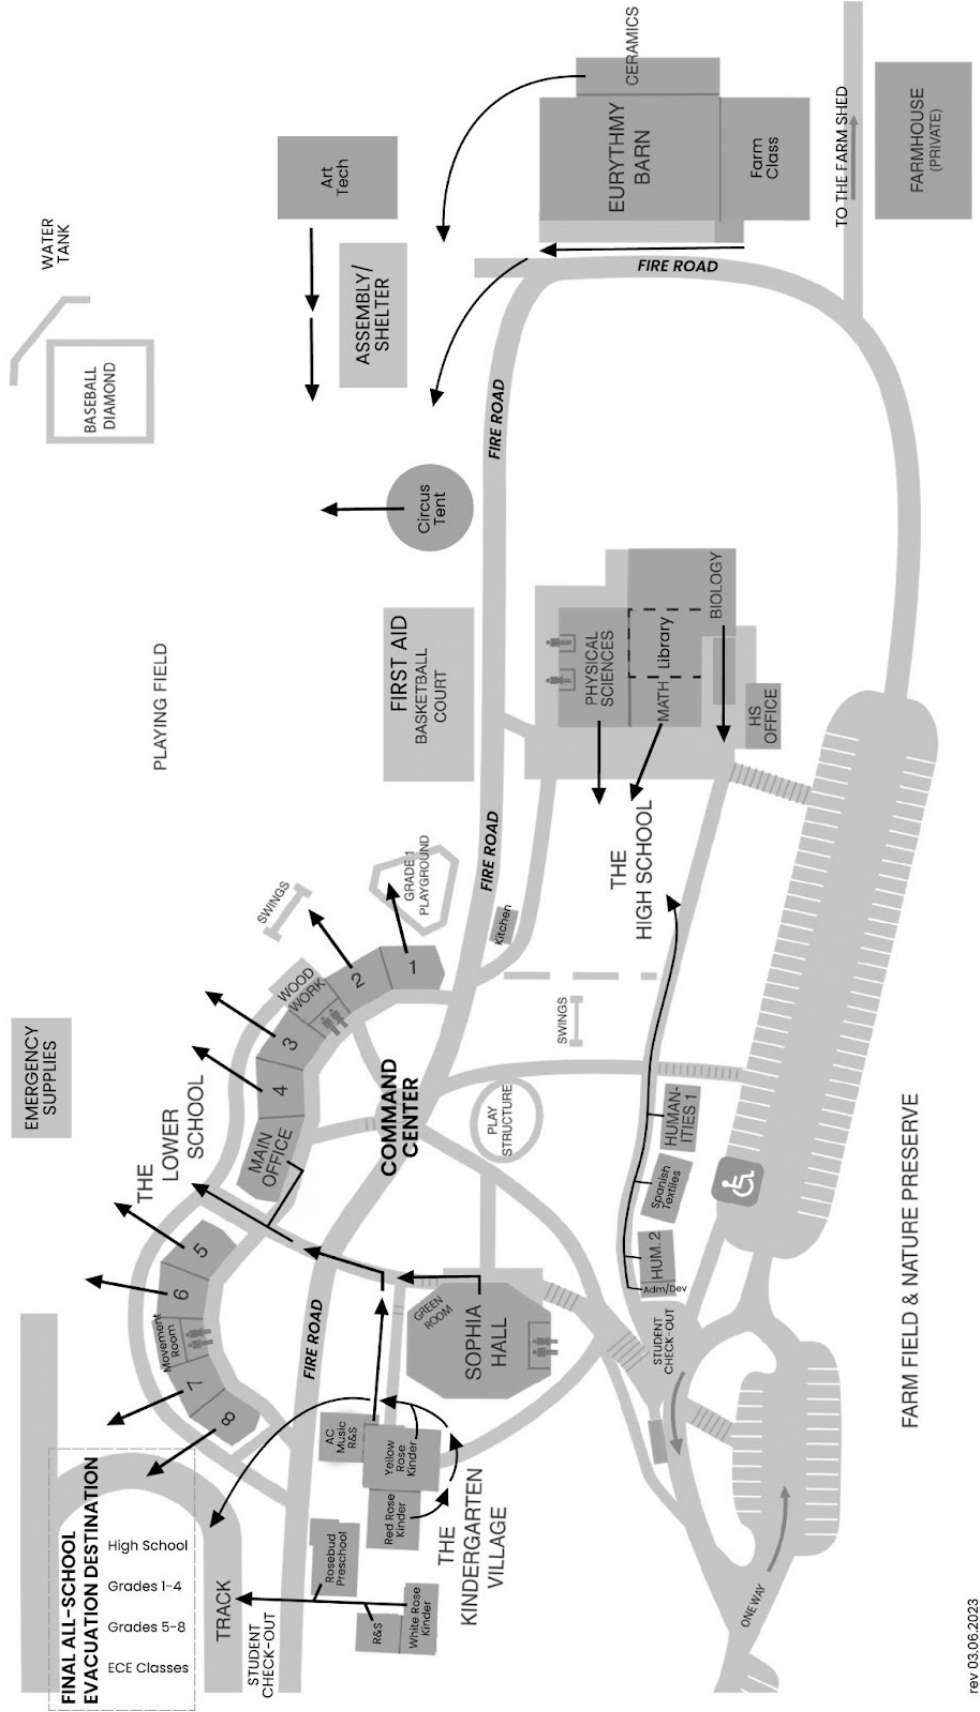 FINAL ALL-SCHOOL
EVACUATION DESTINATION
High School
Grades 1-4
Grades 5-8
ECE Classes
TRACK
STUDENT
CHECK-OUT
EMERGENCY
SUPPLIES
PLAYING FIELD
BASEBALL
DIAMOND
WATER
TANK
THE
LOWER
SCHOOL
8
7
Movement
Room
6
5
MAIN
OFFICE
4
3
WOOD
WORK
2
1
SWINGS
GRADE 1
PLAYGROUND
FIRST AID
BASKETBALL
COURT
Circus
Tent
ASSEMBLY/
SHELTER
Art
Tech
CERAMICS
EURYTHMY
BARN
Farm
Class
FIRE ROAD
FIRE ROAD
FIRE ROAD
FIRE ROAD
COMMAND
CENTER
Rosebud
Preschool
R&S
White Rose
Kinder
AC
Music
R&S
Yellow
Rose
Kinder
Red Rose
Kinder
THE
KINDERGARTEN
VILLAGE
GREEN
ROOM
SOPHIA
HALL
PLAY
STRUCTURE
SWINGS
Kitchen
THE
HIGH SCHOOL
PHYSICAL
SCIENCES
MATH
Library
BIOLOGY
HS
OFFICE
HUMAN-
ITIES 1
Spanish
Textiles
HUM. 2
Adm/Dev
STUDENT
CHECK-OUT
ONE WAY
TO THE FARM SHED
FARMHOUSE
(PRIVATE)
FARM FIELD & NATURE PRESERVE
rev 03.06.2023